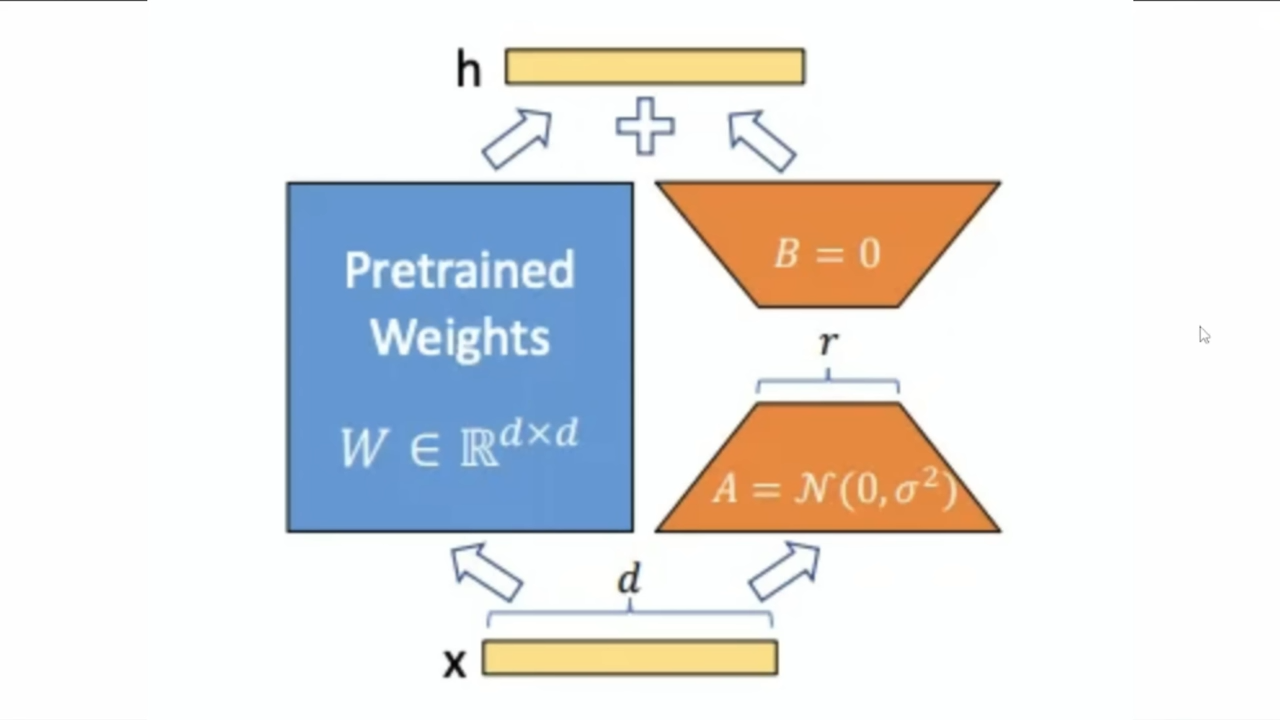 h
Pretrained
Weights
W ∈ ℝ^{d×d}
B = 0
r
A = 𝒩(0, σ²)
d
x